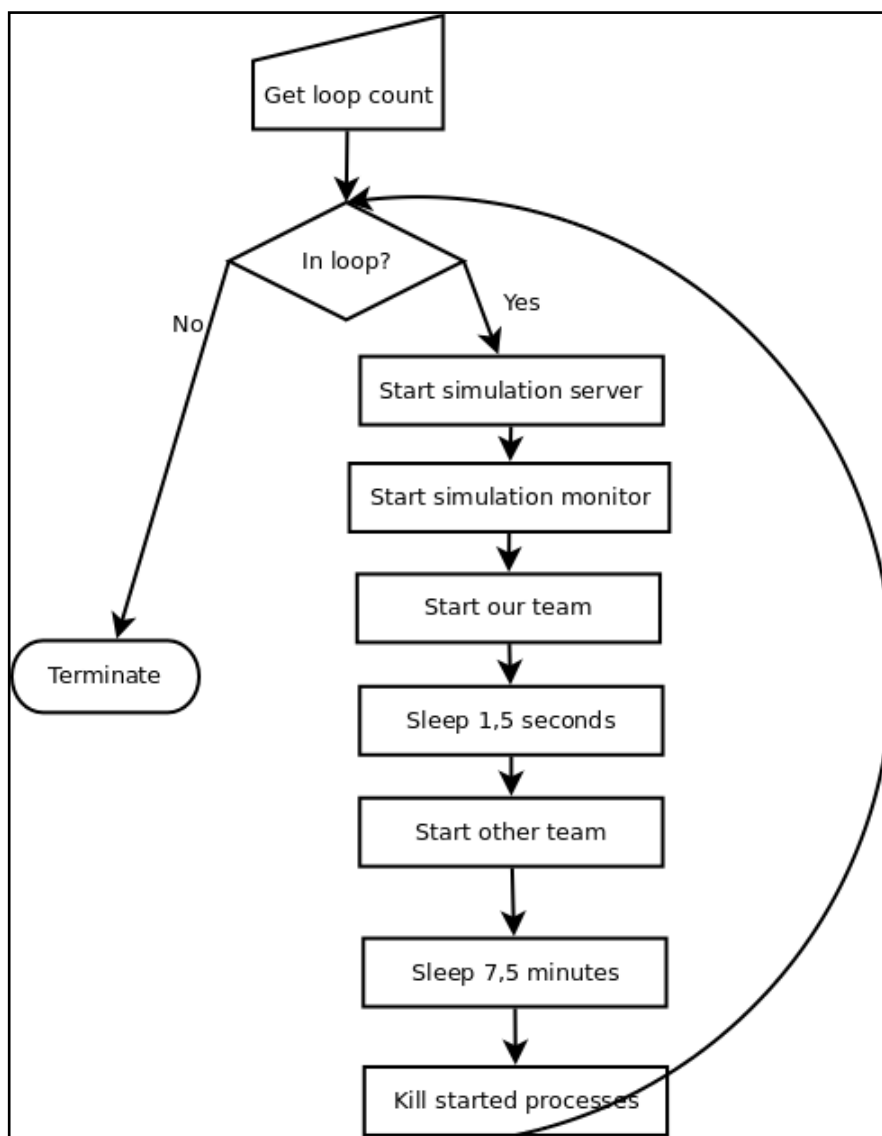 Get loop count
In loop?
No
Yes
Start simulation server
Start simulation monitor
Start our team
Terminate
Sleep 1,5 seconds
Start other team
Sleep 7,5 minutes
Kill started processes